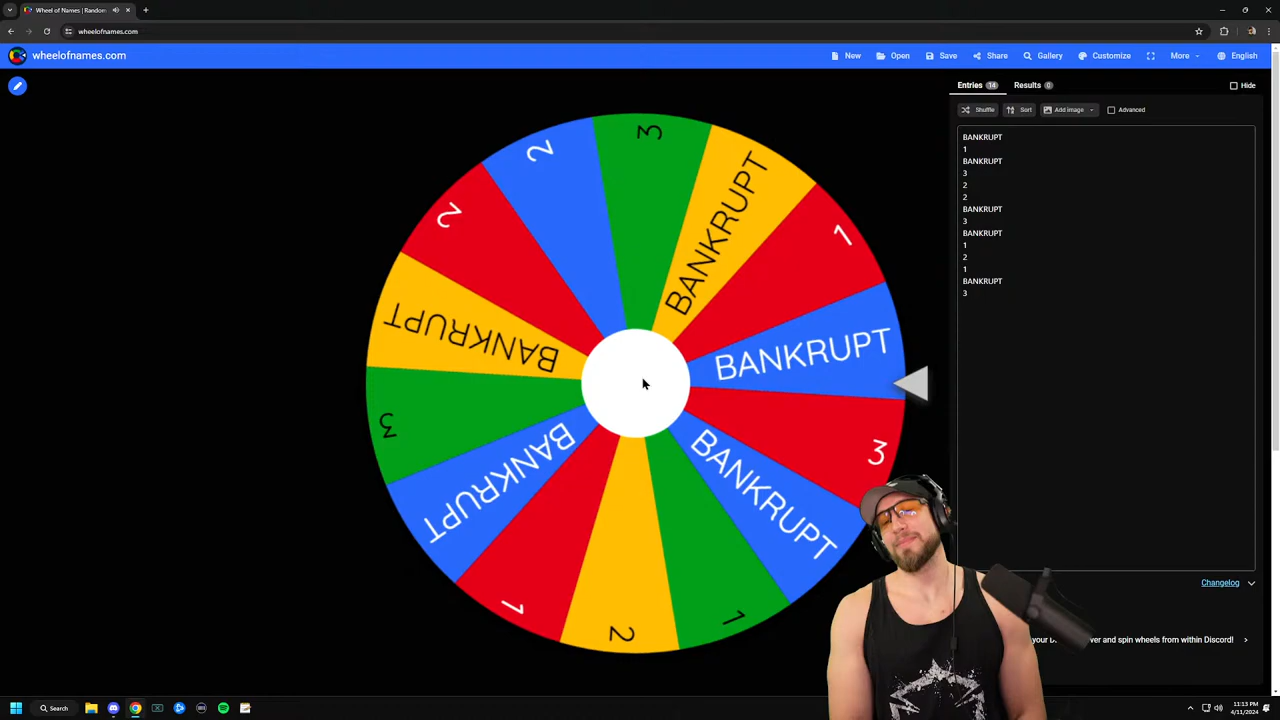 Wheel of Names | Random
wheelofnames.com
wheelofnames.com
New
Open
Save
Share
Gallery
Customize
More
English
Entries 14
Results 0
Hide
Shuffle
Sort
Add image
Advanced
BANKRUPT
1
BANKRUPT
3
2
2
BANKRUPT
3
BANKRUPT
1
2
1
BANKRUPT
3
3
BANKRUPT
1
BANKRUPT
3
BANKRUPT
1
2
1
BANKRUPT
3
BANKRUPT
2
2
Changelog
and spin wheels from within Discord!
Search
11:13 PM
4/11/2024